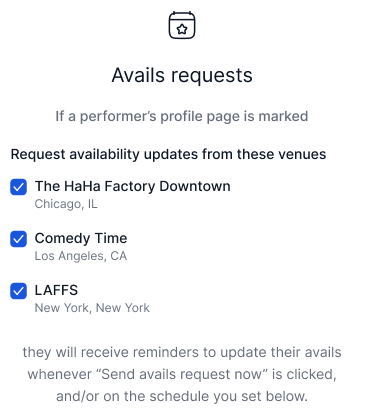 Avails requests
If a performer’s profile page is marked
Request availability updates from these venues
The HaHa Factory Downtown
Chicago, IL
Comedy Time
Los Angeles, CA
LAFFS
New York, New York
they will receive reminders to update their avails
whenever “Send avails request now” is clicked,
and/or on the schedule you set below.